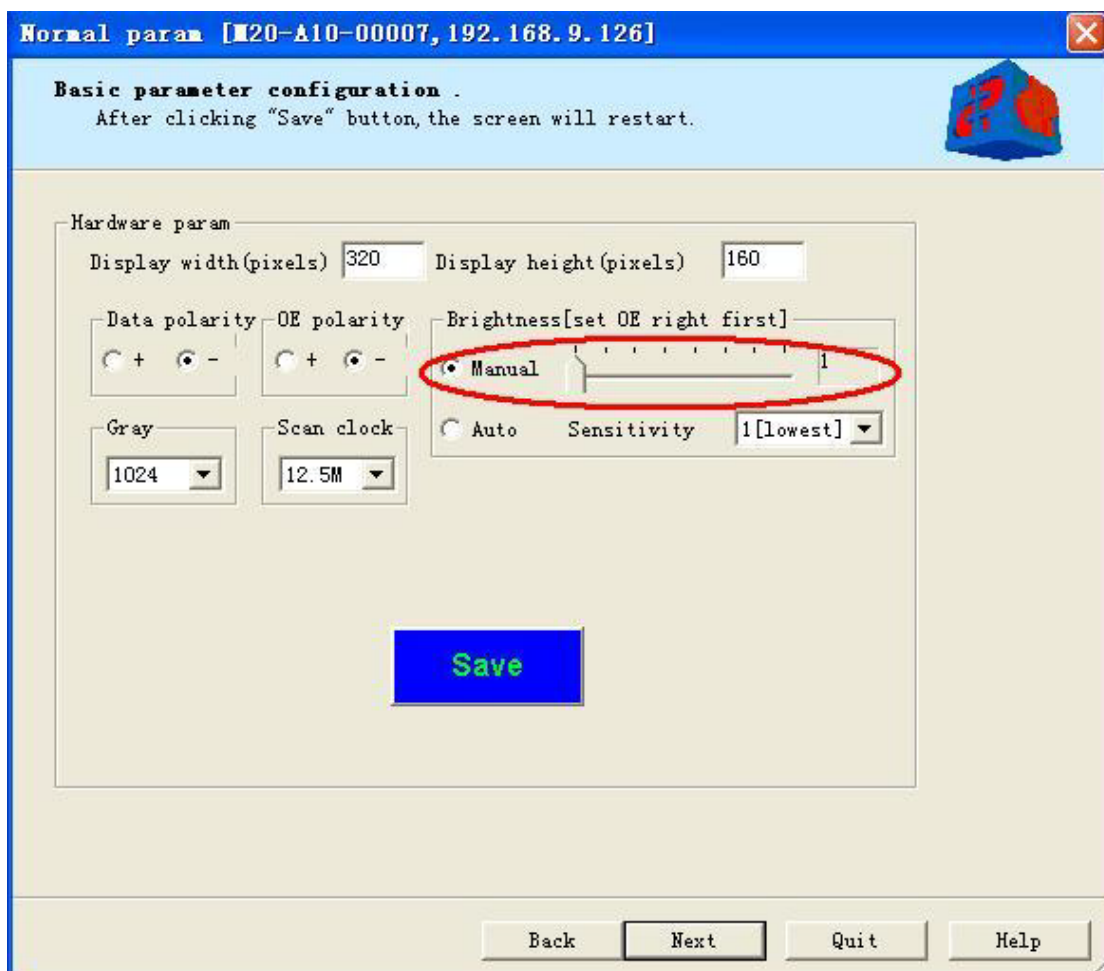 Normal param [M20-A10-00007,192.168.9.126]
Basic parameter configuration .
After clicking "Save" button, the screen will restart.
Hardware param
Display width(pixels) 320 Display height(pixels) 160
Data polarity OE polarity Brightness[set OE right first]
+ - + - Manual 1
Gray Scan clock Auto Sensitivity 1[lowest]
1024 12.5M
Save
Back Next Quit Help